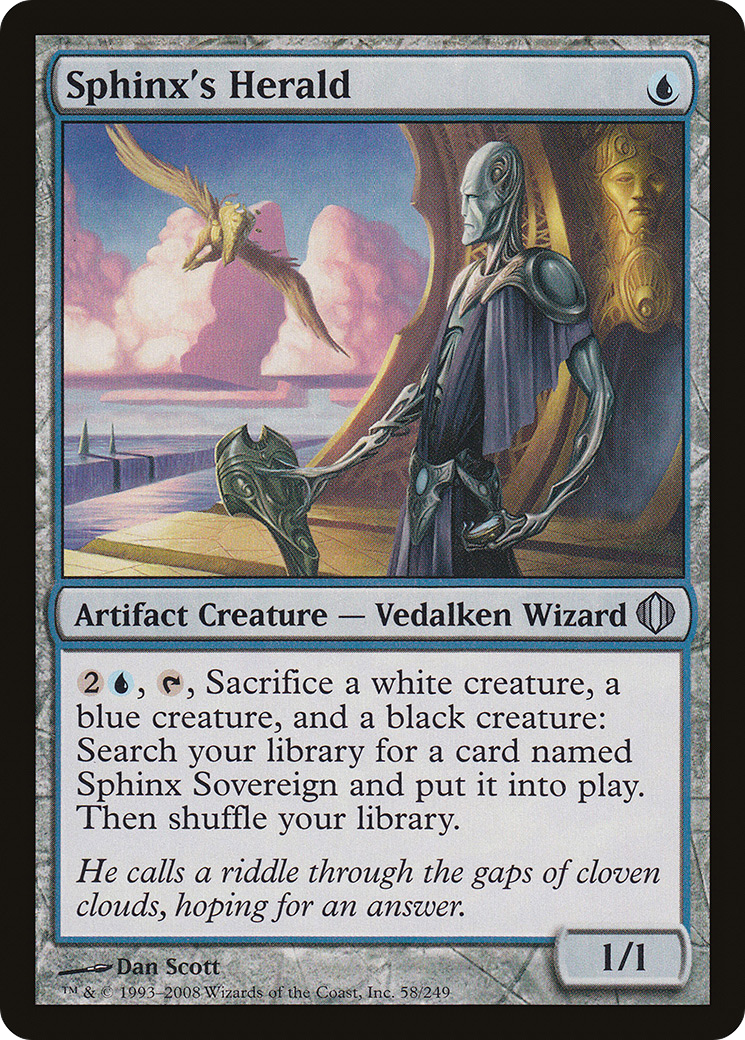 Sphinx's Herald
Artifact Creature — Vedalken Wizard
2, , Sacrifice a white creature, a
blue creature, and a black creature:
Search your library for a card named
Sphinx Sovereign and put it into play.
Then shuffle your library.
He calls a riddle through the gaps of cloven
clouds, hoping for an answer.
1/1
Dan Scott
™ & © 1993–2008 Wizards of the Coast, Inc. 58/249